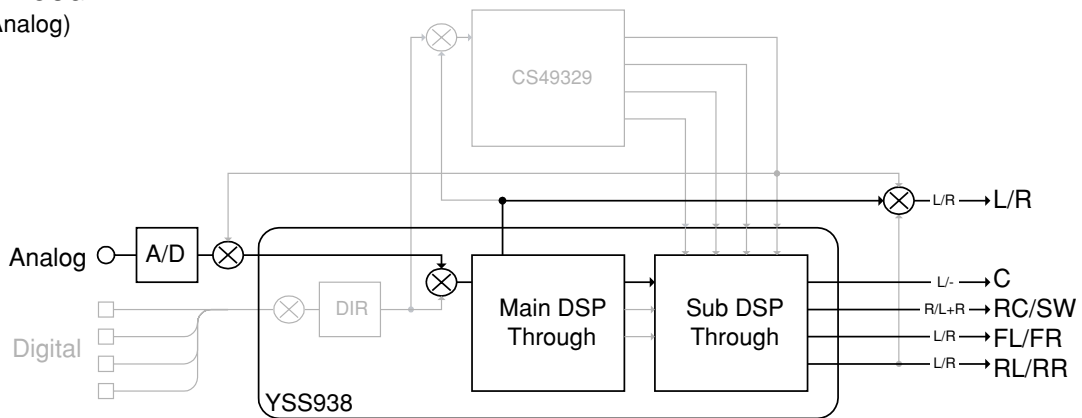 Analog)
CS49329
L/R
L/R
Analog
A/D
Digital
DIR
Main DSP
Through
Sub DSP
Through
L/-
C
R/L+R
RC/SW
L/R
FL/FR
L/R
RL/RR
YSS938